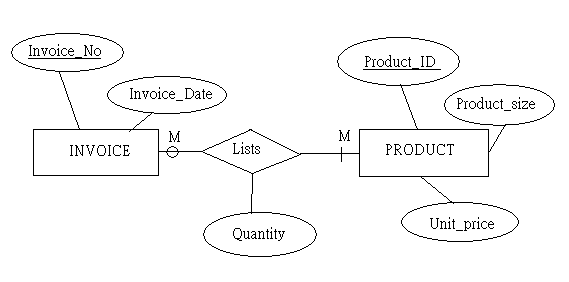 Invoice_No
Product_ID
Invoice_Date
Product_size
M
M
INVOICE
Lists
PRODUCT
Quantity
Unit_price